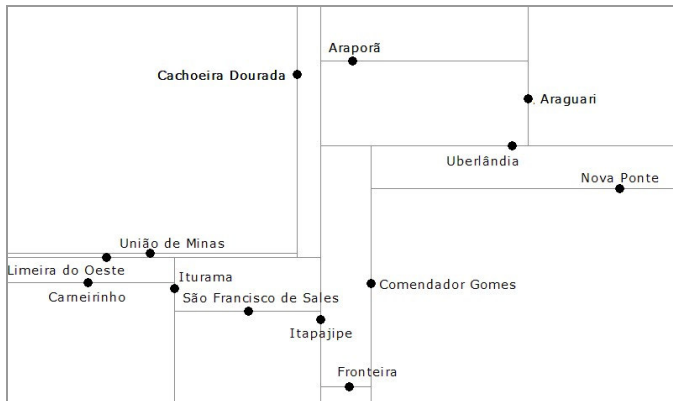 Araporã
Cachoeira Dourada
Araguari
Uberlândia
Nova Ponte
União de Minas
Limeira do Oeste
Iturama
Carneirinho
São Francisco de Sales
Comendador Gomes
Itapajipe
Fronteira